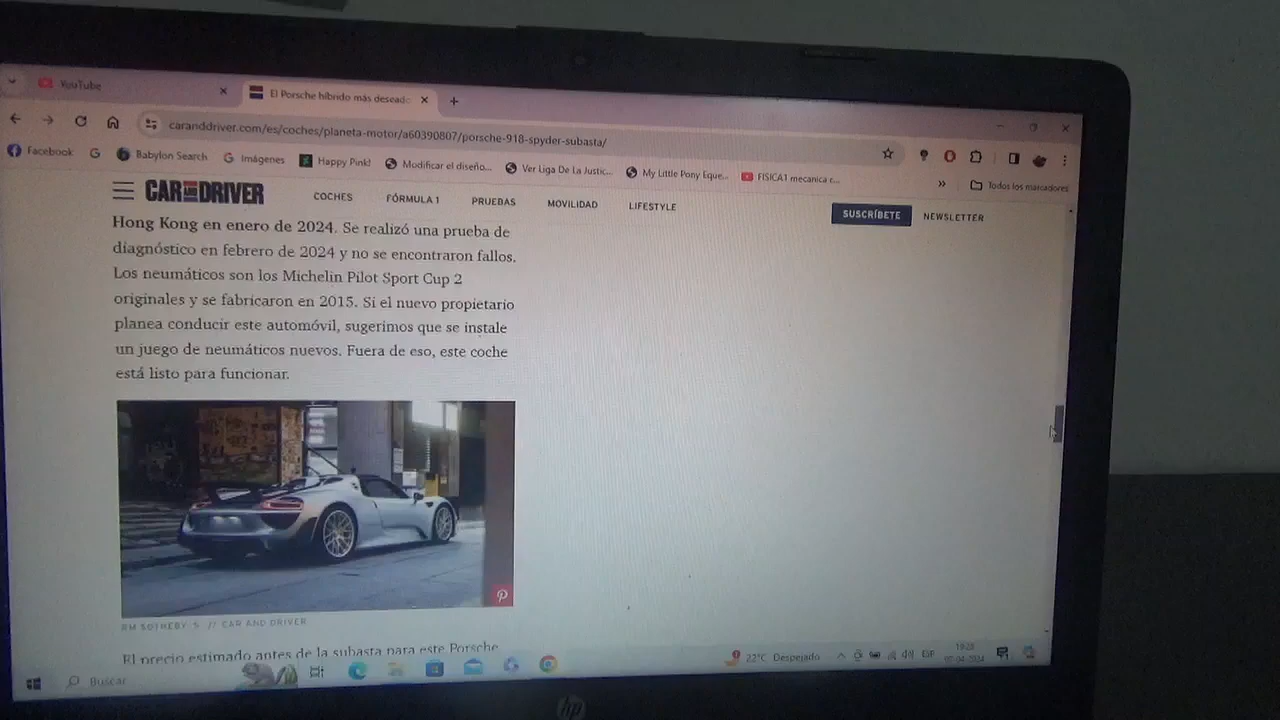 YouTube
El Porsche híbrido más deseado
caranddriver.com/es/coches/planeta-motor/a60390807/porsche-918-spyder-subasta/
Facebook
Babylon Search
Imágenes
Happy Pink!
Modificar el diseño...
Ver Liga De La Justic...
My Little Pony Eque...
FISICA1 mecanica c...
Todos los marcadores
CAR AND DRIVER
COCHES
FÓRMULA 1
PRUEBAS
MOVILIDAD
LIFESTYLE
SUSCRÍBETE
NEWSLETTER
Hong Kong en enero de 2024. Se realizó una prueba de
diagnóstico en febrero de 2024 y no se encontraron fallos.
Los neumáticos son los Michelin Pilot Sport Cup 2
originales y se fabricaron en 2015. Si el nuevo propietario
planea conducir este automóvil, sugerimos que se instale
un juego de neumáticos nuevos. Fuera de eso, este coche
está listo para funcionar.
RM SOTHEBY'S // CAR AND DRIVER
El precio estimado antes de la subasta para este Porsche
Buscar
22°C Despejado
ESP
hp